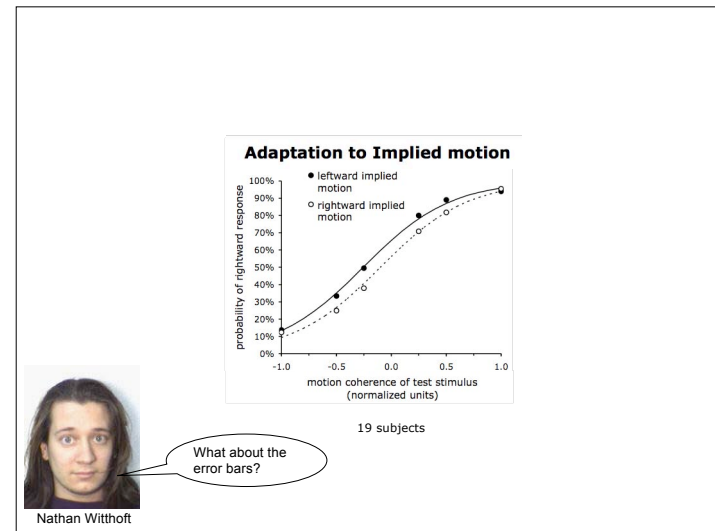 Adaptation to Implied motion
leftward implied
motion
rightward implied
motion
probability of rightward response
100%
90%
80%
70%
60%
50%
40%
30%
20%
10%
0%
-1.0 -0.5 0.0 0.5 1.0
motion coherence of test stimulus
(normalized units)
19 subjects
What about the
error bars?
Nathan Witthoft